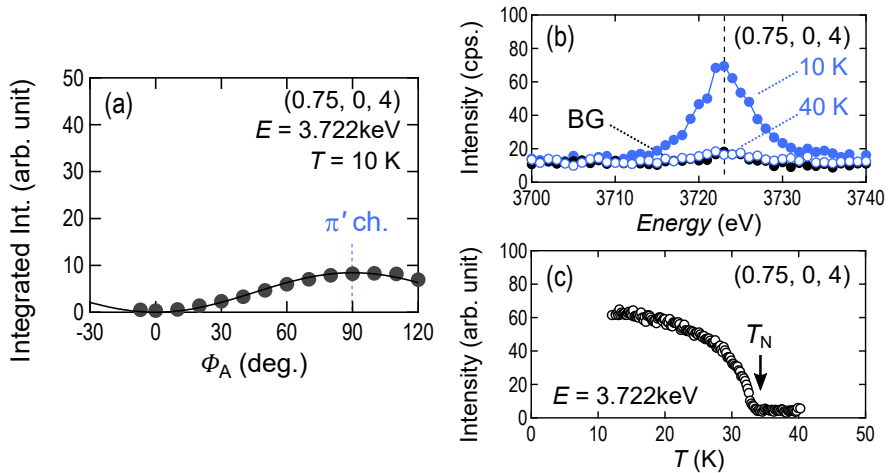 (a)
(0.75, 0, 4)
E = 3.722keV
T = 10 K
π′ ch.
50
40
30
20
10
0
-30 0 30 60 90 120
Integrated Int. (arb. unit)
Φ_A (deg.)
(b)
(0.75, 0, 4)
10 K
40 K
BG
100
80
60
40
20
0
3700 3710 3720 3730 3740
Intensity (cps.)
Energy (eV)
(c)
(0.75, 0, 4)
T_N
E = 3.722keV
100
80
60
40
20
0
0 10 20 30 40 50
Intensity (arb. unit)
T (K)